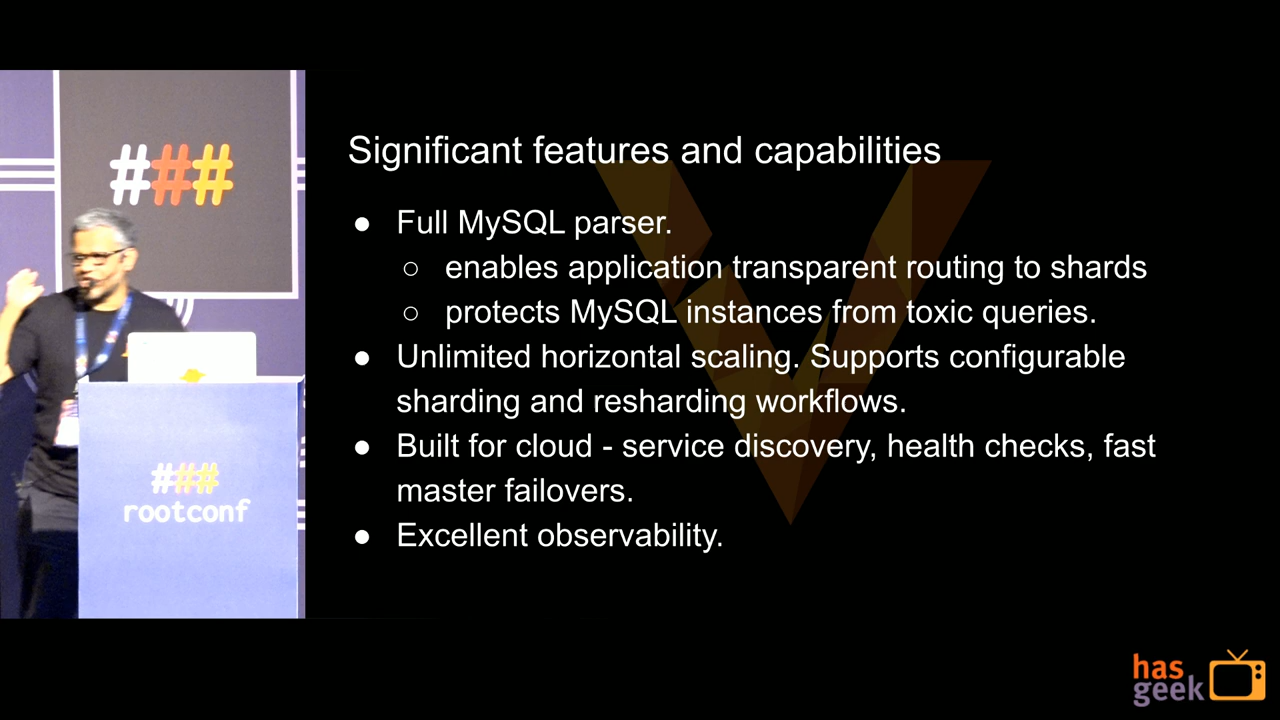 ###
Significant features and capabilities
● Full MySQL parser.
○ enables application transparent routing to shards
○ protects MySQL instances from toxic queries.
● Unlimited horizontal scaling. Supports configurable
sharding and resharding workflows.
● Built for cloud - service discovery, health checks, fast
master failovers.
● Excellent observability.
###
rootconf
has
geek